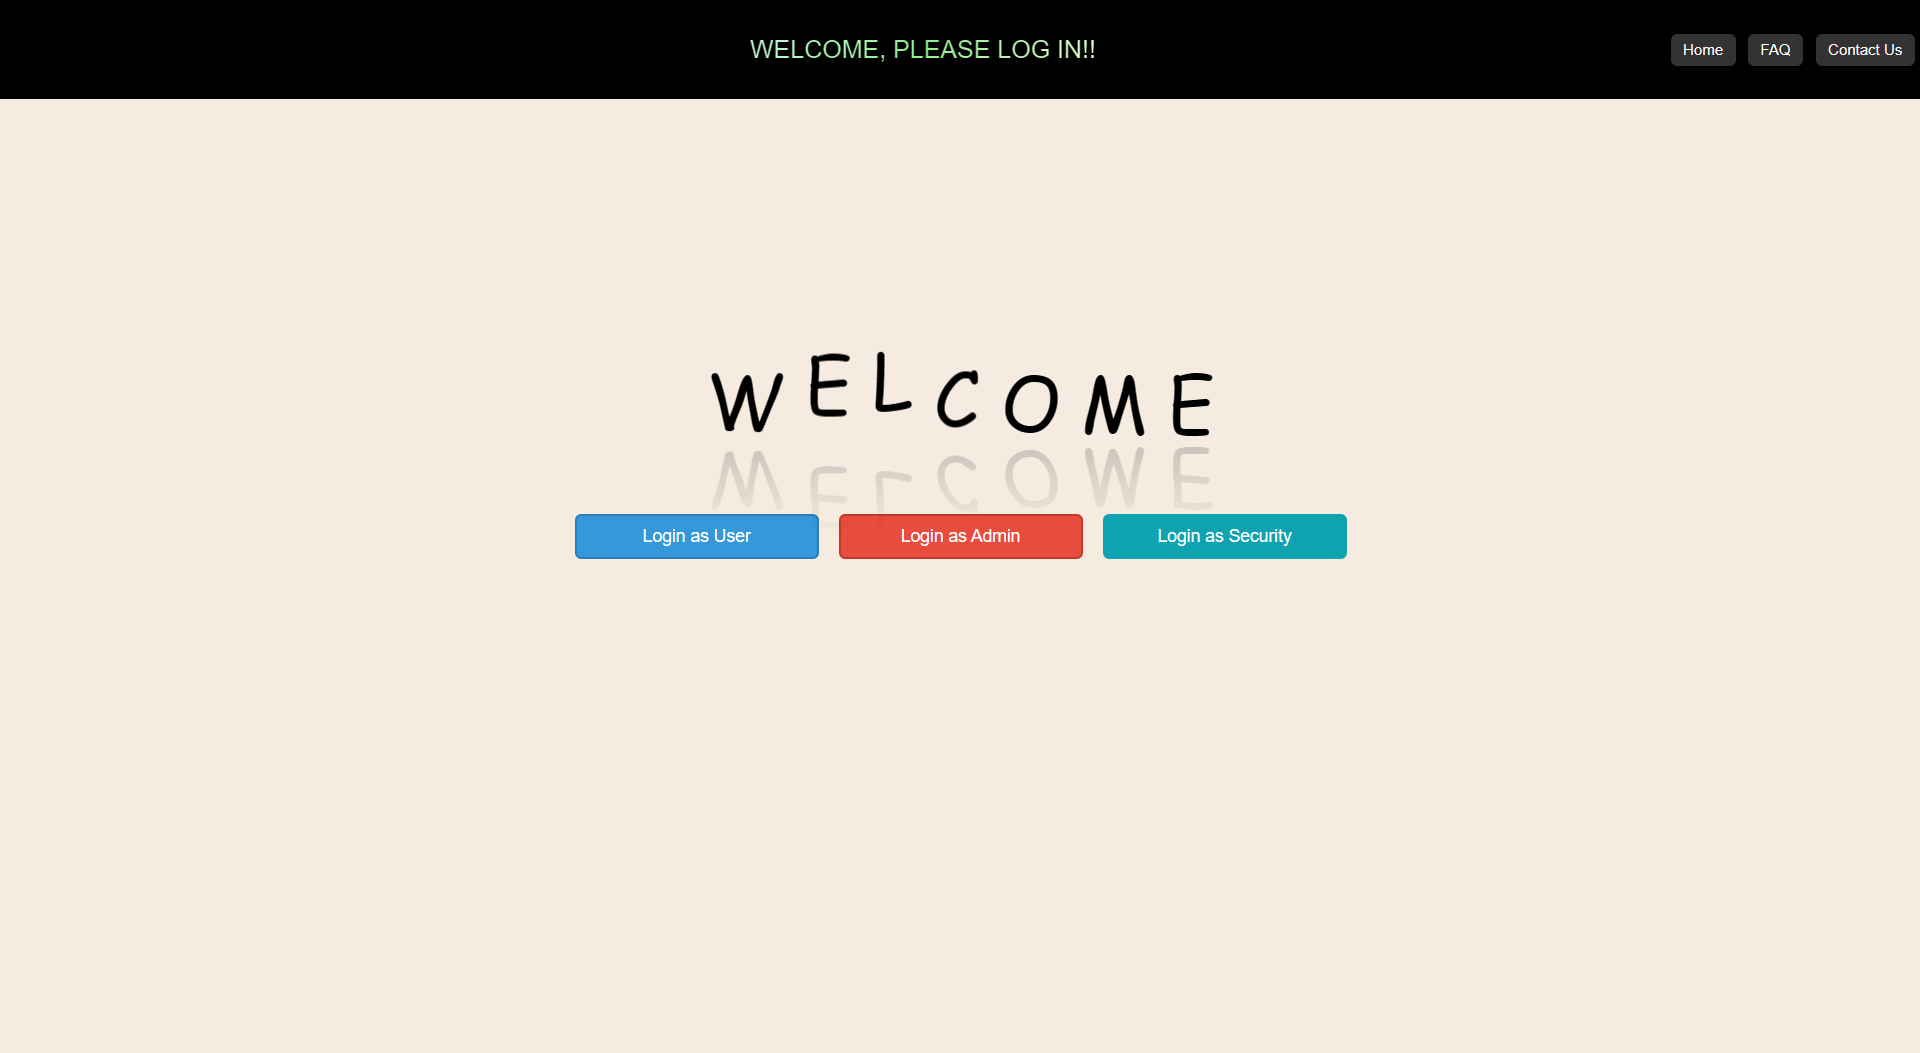 WELCOME, PLEASE LOG IN!!
Home FAQ Contact Us
WELCOME
Login as User Login as Admin Login as Security